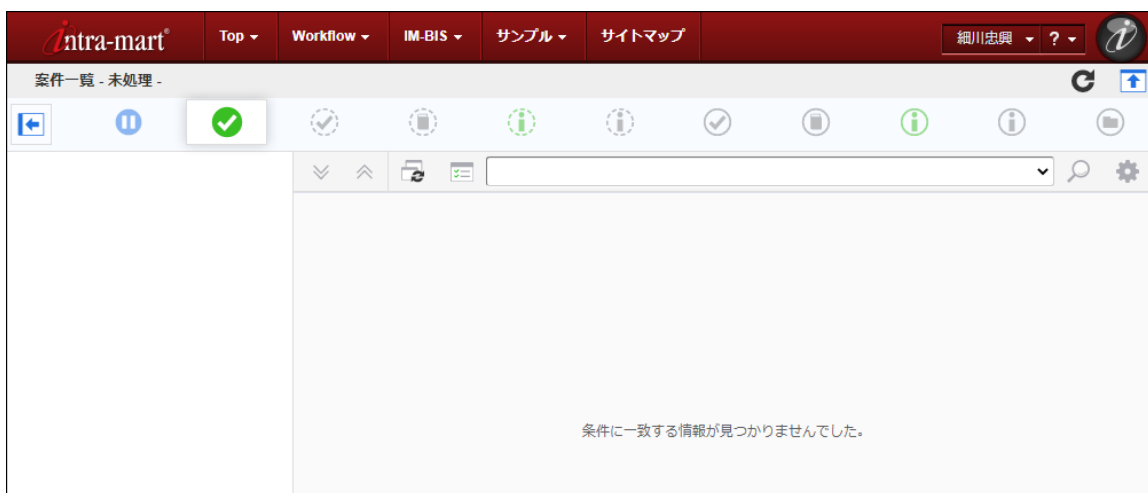 intra-mart®
Top
Workflow
IM-BIS
サンプル
サイトマップ
細川忠興
?
案件一覧 - 未処理 -
条件に一致する情報が見つかりませんでした。